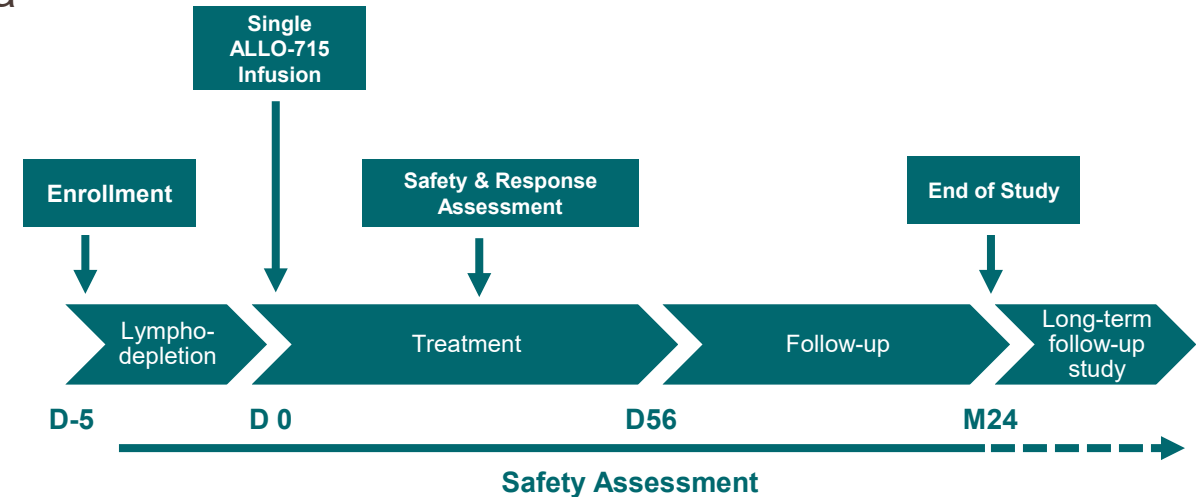 Single
ALLO-715
Infusion
Enrollment
Safety & Response
Assessment
End of Study
Lympho-
depletion
Treatment
Follow-up
Long-term
follow-up
study
D-5
D 0
D56
M24
Safety Assessment